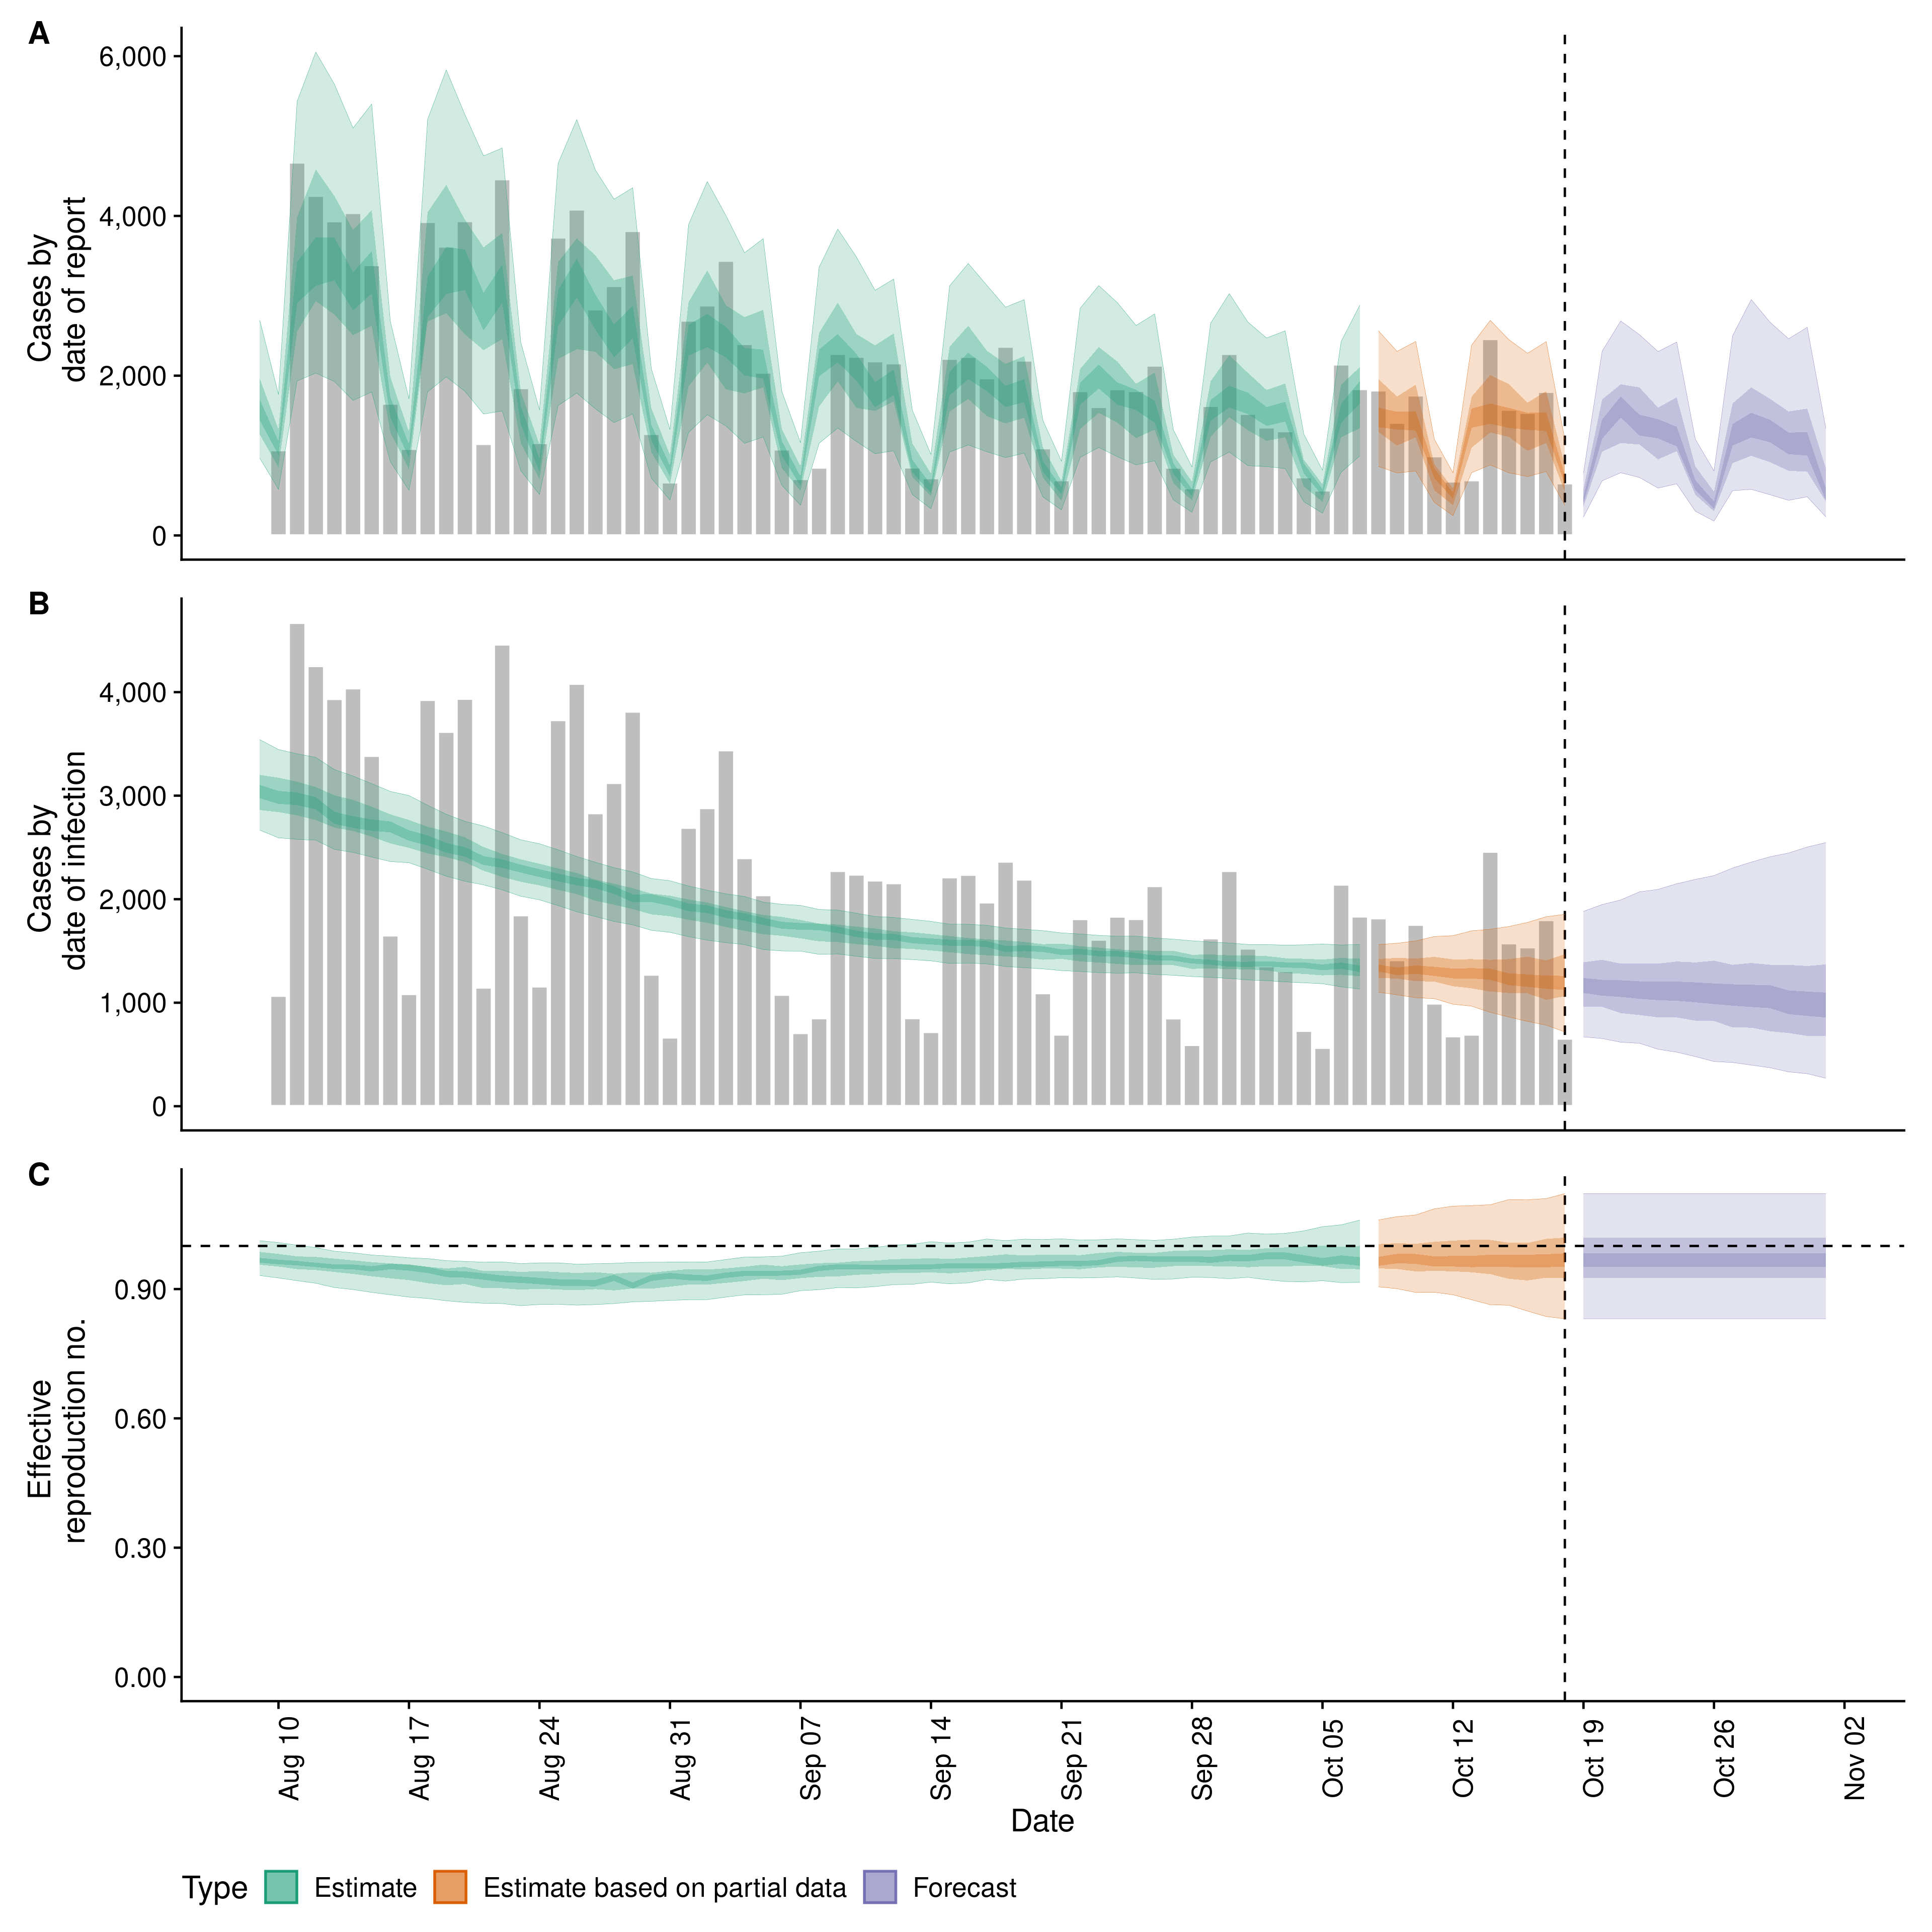 A
Cases by
date of report
6,000
4,000
2,000
0
B
Cases by
date of infection
4,000
3,000
2,000
1,000
0
C
Effective
reproduction no.
0.90
0.60
0.30
0.00
Aug 10
Aug 17
Aug 24
Aug 31
Sep 07
Sep 14
Sep 21
Sep 28
Oct 05
Oct 12
Oct 19
Oct 26
Nov 02
Date
Type Estimate Estimate based on partial data Forecast